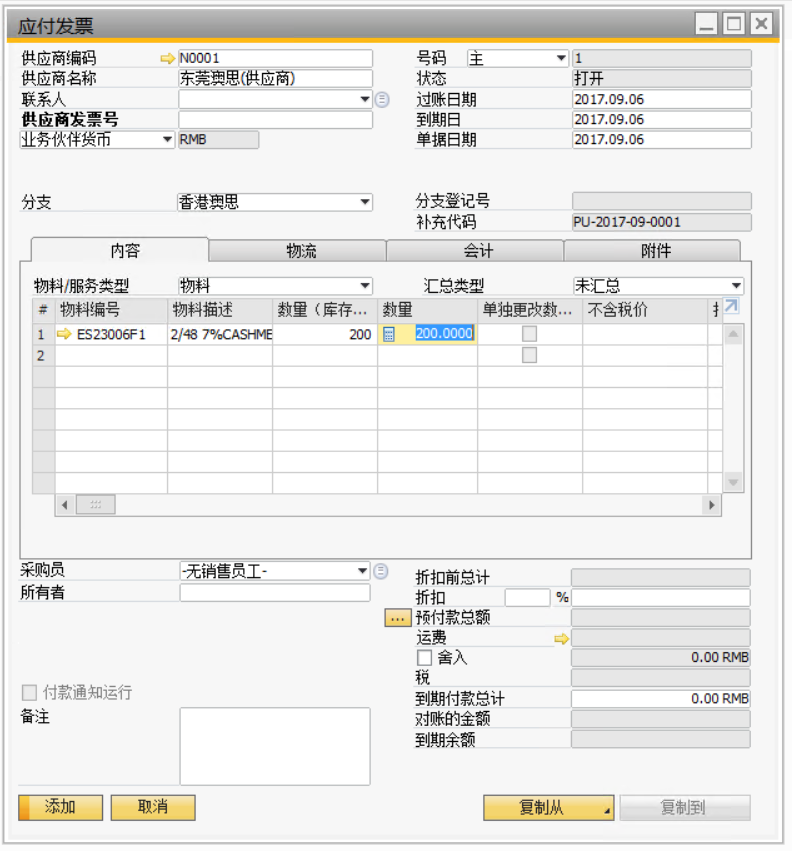 应付发票
供应商编码 N0001 号码 主 1
供应商名称 东莞奥思(供应商) 状态 打开
联系人 过账日期 2017.09.06
供应商发票号 到期日 2017.09.06
业务伙伴货币 RMB 单据日期 2017.09.06
分支 香港奥思 分支登记号
补充代码 PU-2017-09-0001
内容 物流 会计 附件
物料/服务类型 物料 汇总类型 未汇总
# 物料编号 物料描述 数量（库存... 数量 单独更改数... 不含税价
1 ES23006F1 2/48 7%CASHME 200 200.0000
2
采购员 -无销售员工- 折扣前总计
所有者 折扣 %
... 预付款总额
运费
舍入 0.00 RMB
税
付款通知运行 到期付款总计 0.00 RMB
备注 对账的金额
到期余额
添加 取消 复制从 复制到